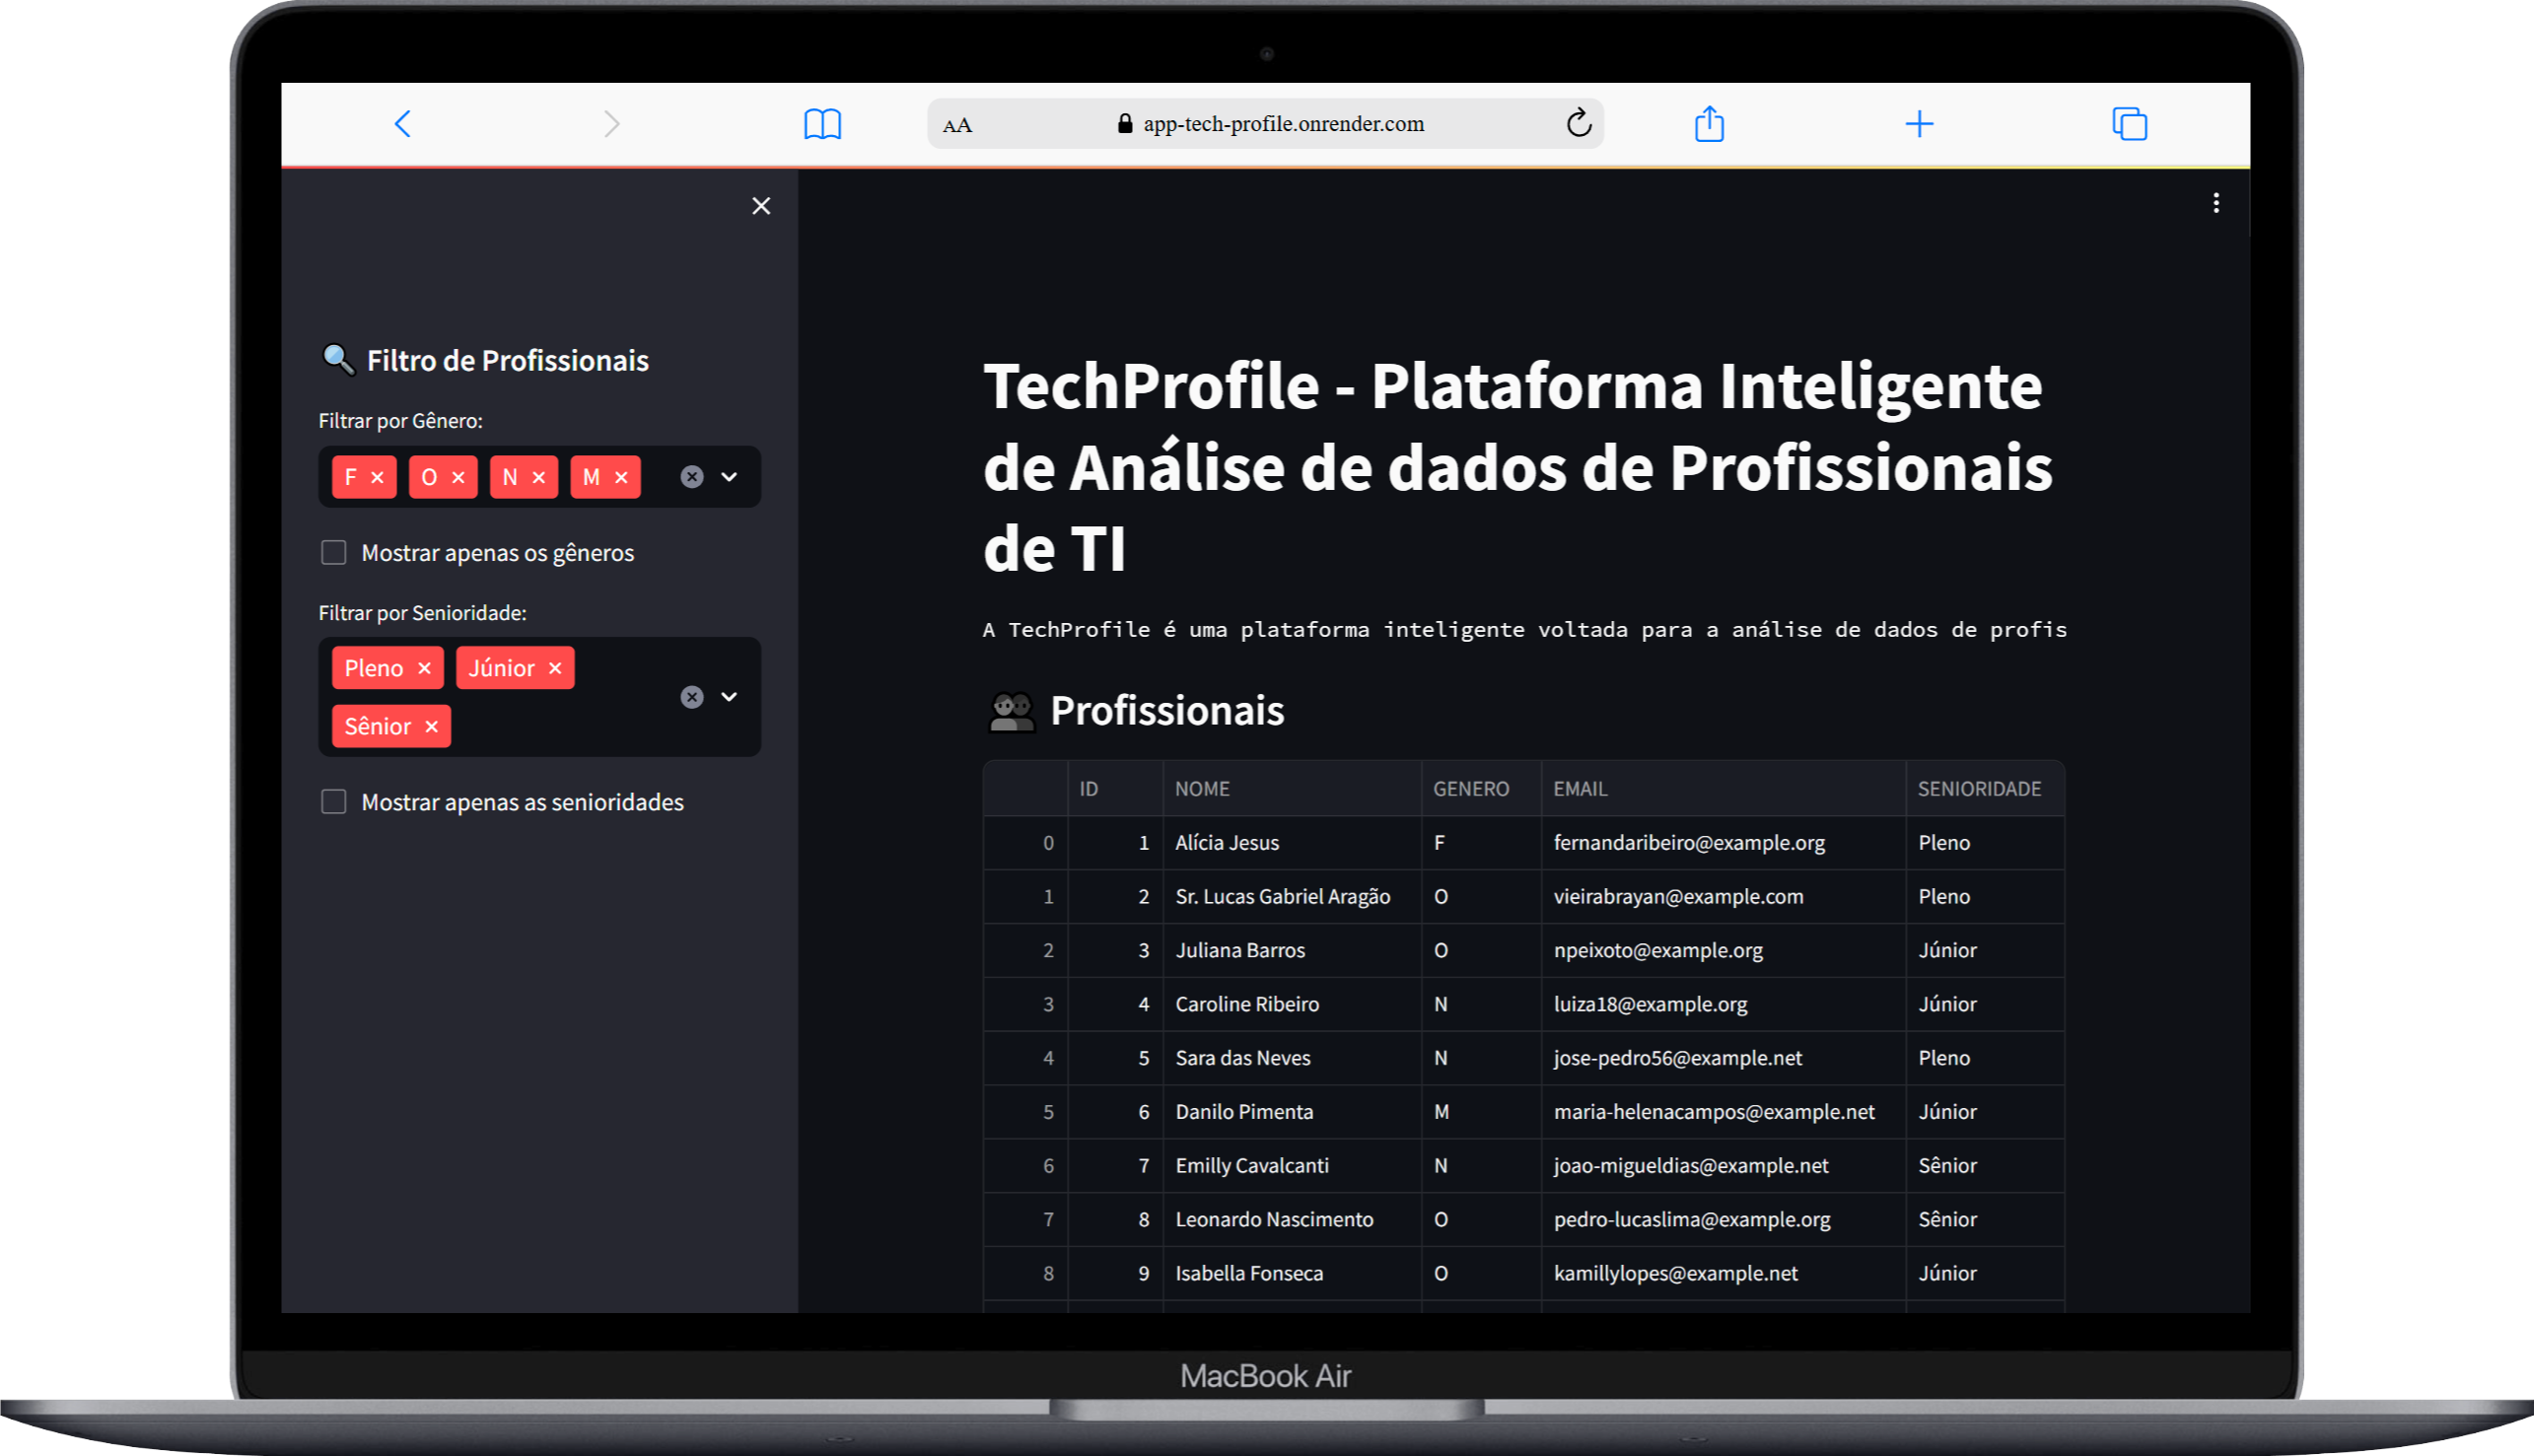 AA app-tech-profile.onrender.com
🔍 Filtro de Profissionais
Filtrar por Gênero:
F × O × N × M ×
Mostrar apenas os gêneros
Filtrar por Senioridade:
Pleno × Júnior ×
Sênior ×
Mostrar apenas as senioridades
TechProfile - Plataforma Inteligente
de Análise de dados de Profissionais
de TI
A TechProfile é uma plataforma inteligente voltada para a análise de dados de profis
👥 Profissionais
ID NOME GENERO EMAIL SENIORIDADE
0 1 Alícia Jesus F fernandaribeiro@example.org Pleno
1 2 Sr. Lucas Gabriel Aragão O vieirabrayan@example.com Pleno
2 3 Juliana Barros O npeixoto@example.org Júnior
3 4 Caroline Ribeiro N luiza18@example.org Júnior
4 5 Sara das Neves N jose-pedro56@example.net Pleno
5 6 Danilo Pimenta M maria-helenacampos@example.net Júnior
6 7 Emilly Cavalcanti N joao-migueldias@example.net Sênior
7 8 Leonardo Nascimento O pedro-lucaslima@example.org Sênior
8 9 Isabella Fonseca O kamillylopes@example.net Júnior
MacBook Air